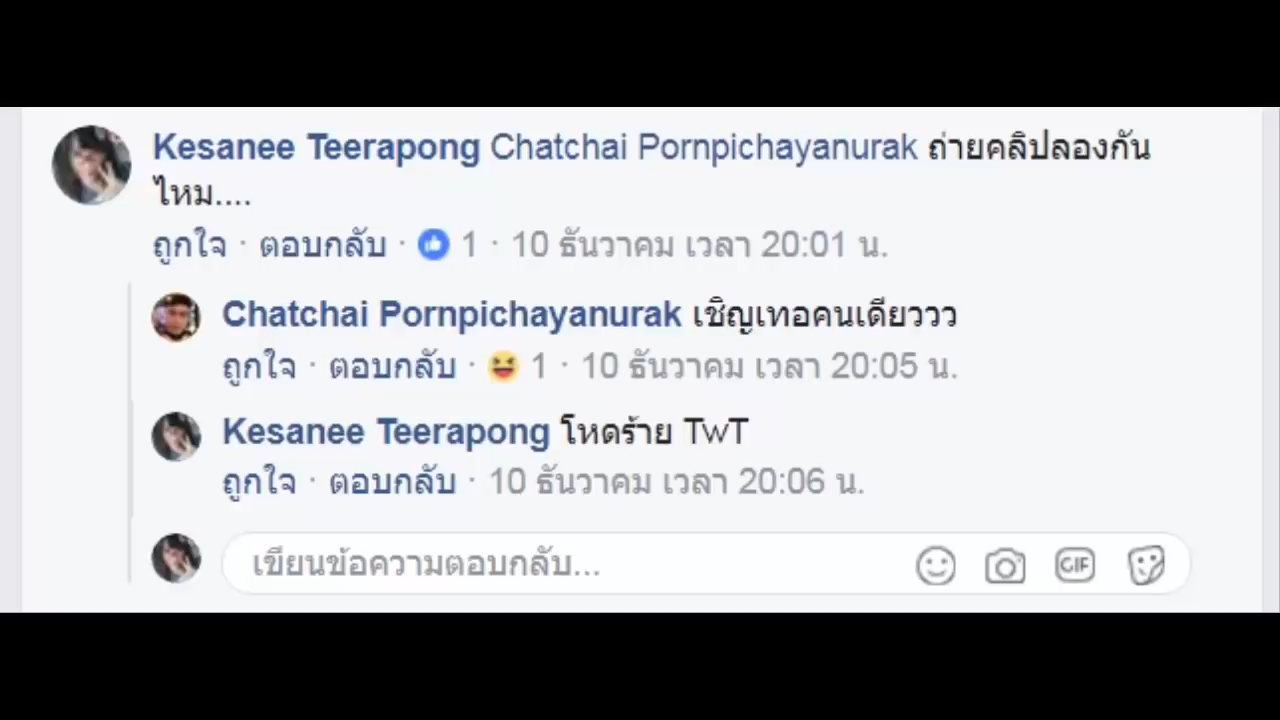 Kesanee Teerapong Chatchai Pornpichayanurak ถ่ายคลิปลองกัน
ไหม....
ถูกใจ · ตอบกลับ · 1 · 10 ธันวาคม เวลา 20:01 น.
Chatchai Pornpichayanurak เชิญเทอคนเดียววว
ถูกใจ · ตอบกลับ · 1 · 10 ธันวาคม เวลา 20:05 น.
Kesanee Teerapong โหดร้าย TwT
ถูกใจ · ตอบกลับ · 10 ธันวาคม เวลา 20:06 น.
เขียนข้อความตอบกลับ... GIF